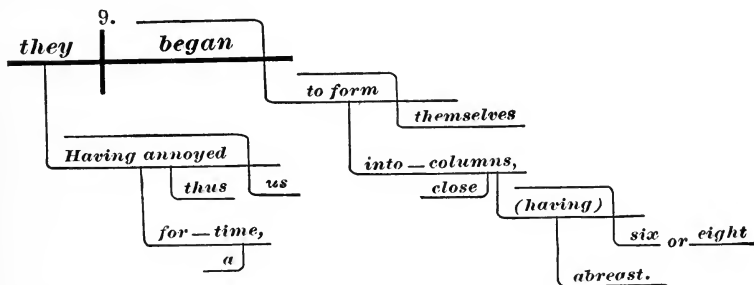 9.
they began
to form
themselves
Having annoyed into—columns,
thus us close (having)
for—time, six or eight
a abreast.